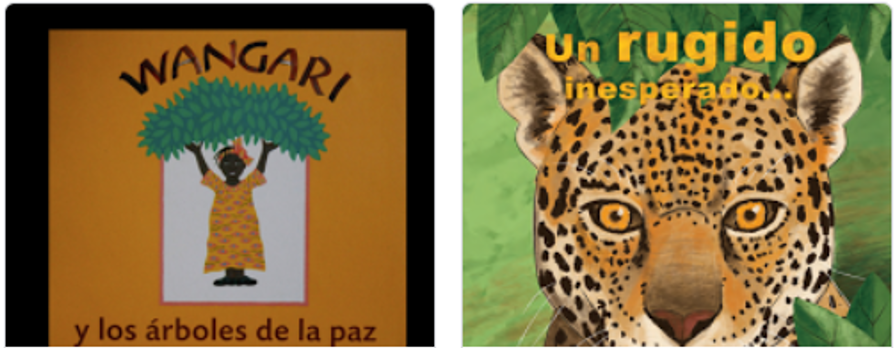 WANGARI
y los árboles de la paz
Un rugido
inesperado...